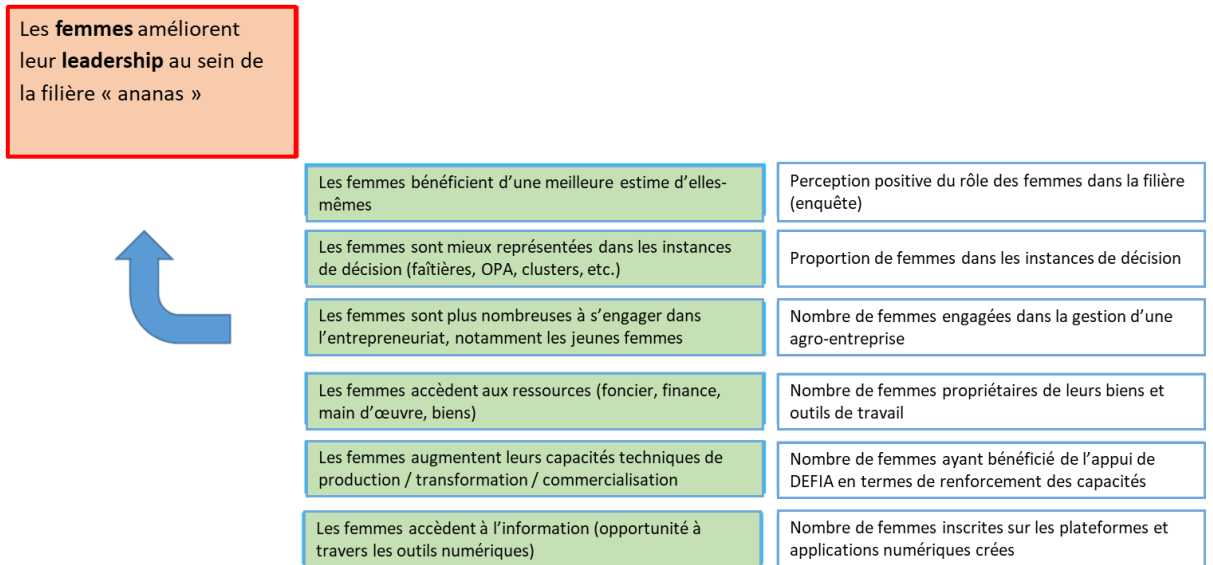 Les femmes améliorent
leur leadership au sein de
la filière « ananas »
Les femmes bénéficient d’une meilleure estime d’elles-
mêmes
Perception positive du rôle des femmes dans la filière
(enquête)
Les femmes sont mieux représentées dans les instances
de décision (faîtières, OPA, clusters, etc.)
Proportion de femmes dans les instances de décision
Les femmes sont plus nombreuses à s’engager dans
l’entrepreneuriat, notamment les jeunes femmes
Nombre de femmes engagées dans la gestion d’une
agro-entreprise
Les femmes accèdent aux ressources (foncier, finance,
main d’œuvre, biens)
Nombre de femmes propriétaires de leurs biens et
outils de travail
Les femmes augmentent leurs capacités techniques de
production / transformation / commercialisation
Nombre de femmes ayant bénéficié de l’appui de
DEFIA en termes de renforcement des capacités
Les femmes accèdent à l’information (opportunité à
travers les outils numériques)
Nombre de femmes inscrites sur les plateformes et
applications numériques crées